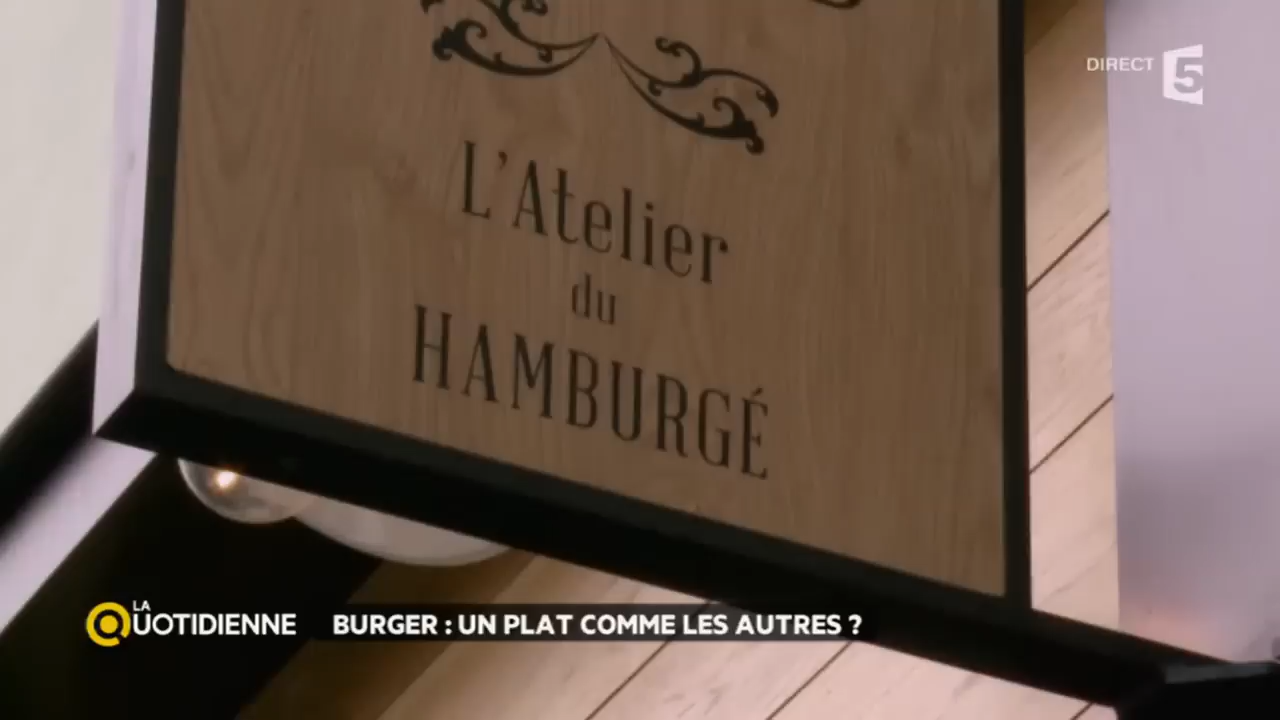 DIRECT 5
L'Atelier
du
HAMBURGÉ
LA
QUOTIDIENNE
BURGER : UN PLAT COMME LES AUTRES ?